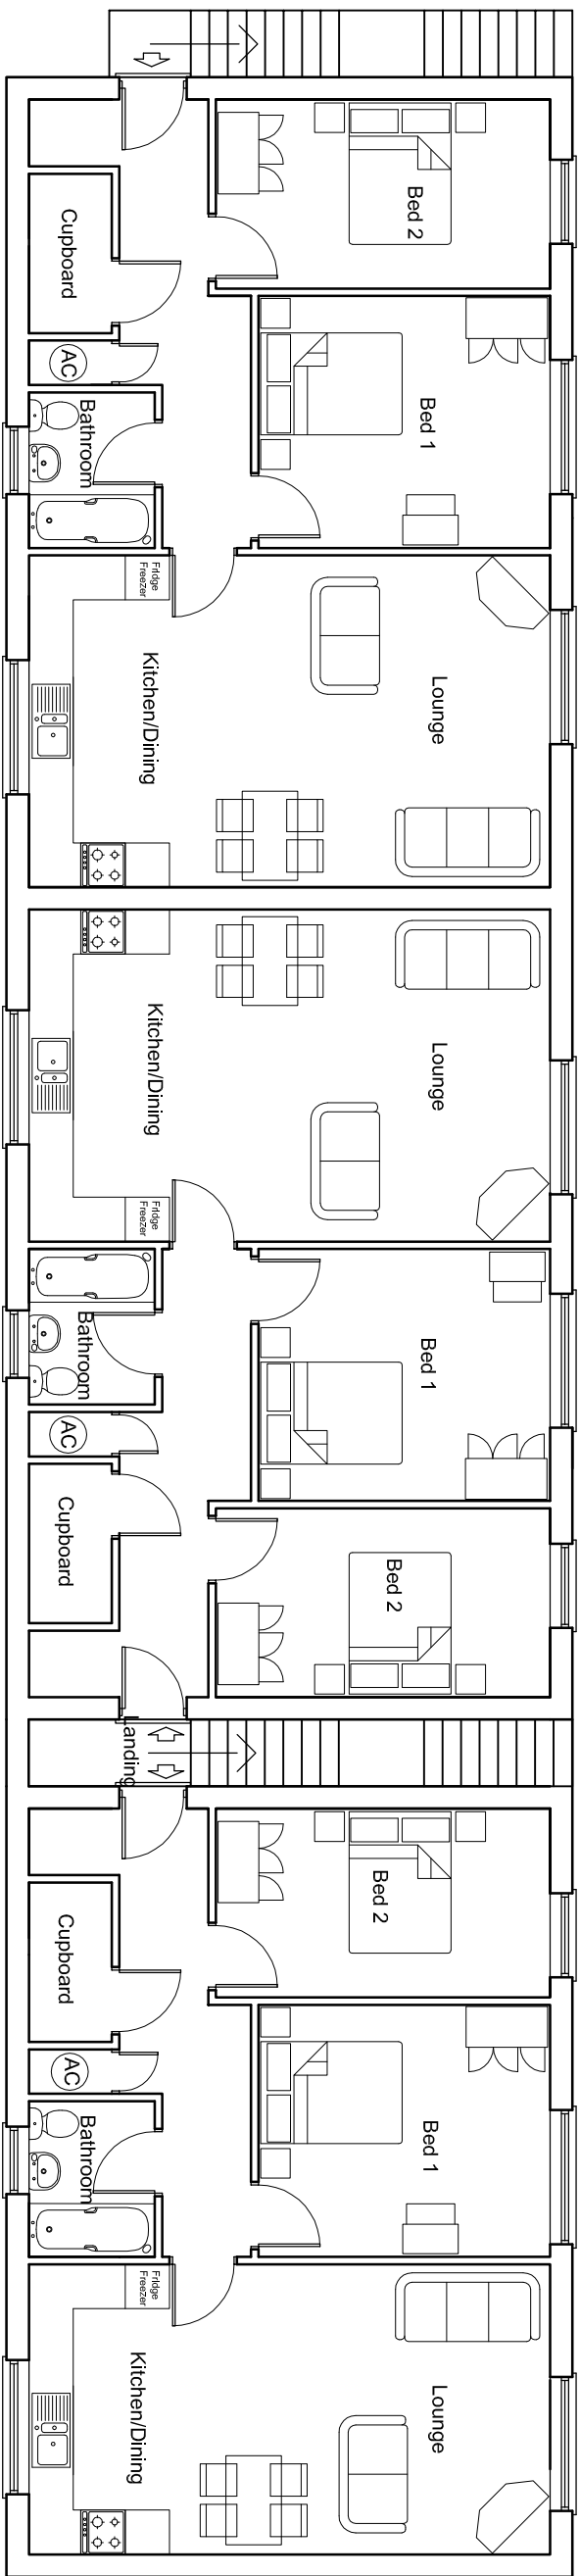 Bed 2
Cupboard
AC
Bed 1
Bathroom
Fridge
Freezer
Kitchen/Dining
Lounge
Kitchen/Dining
Lounge
Fridge
Freezer
Bathroom
Bed 1
AC
Cupboard
Bed 2
Landing
Bed 2
Cupboard
AC
Bed 1
Bathroom
Fridge
Freezer
Kitchen/Dining
Lounge